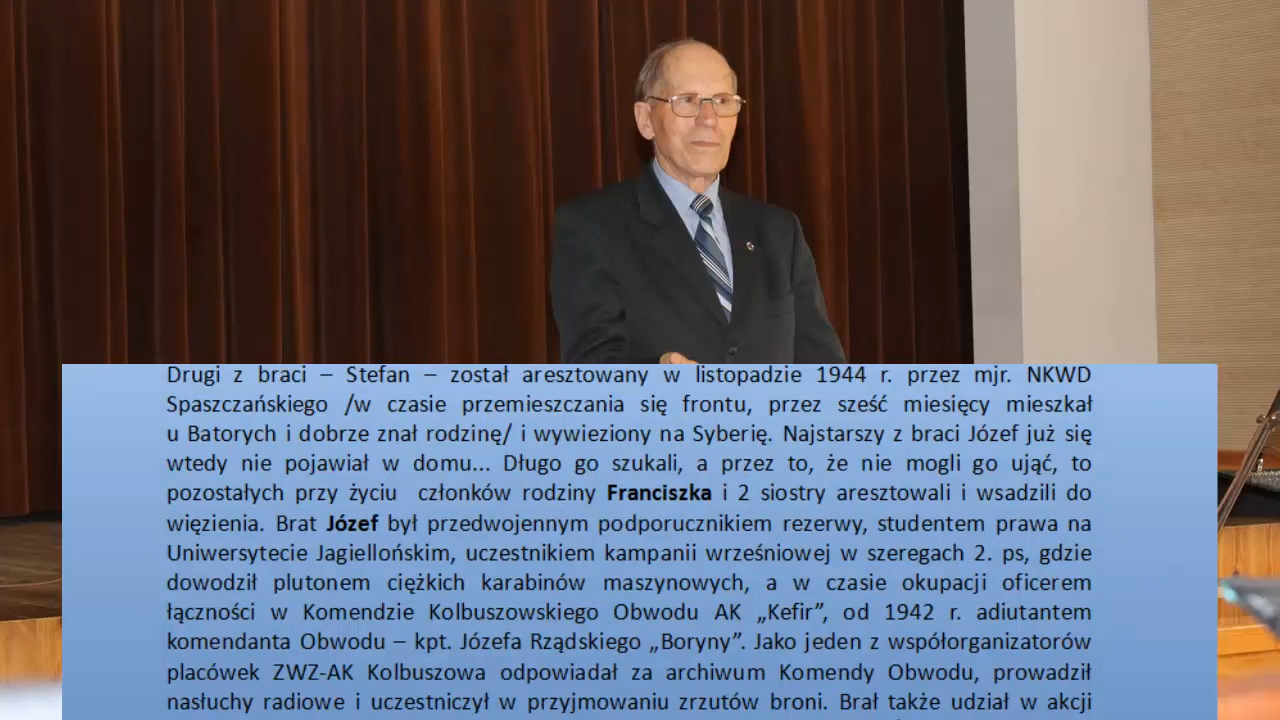 Drugi z braci – Stefan – został aresztowany w listopadzie 1944 r. przez mjr. NKWD
Spaszczańskiego /w czasie przemieszczania się frontu, przez sześć miesięcy mieszkał
u Batorych i dobrze znał rodzinę/ i wywieziony na Syberię. Najstarszy z braci Józef już się
wtedy nie pojawiał w domu... Długo go szukali, a przez to, że nie mogli go ująć, to
pozostałych przy życiu członków rodziny Franciszka i 2 siostry aresztowali i wsadzili do
więzienia. Brat Józef był przedwojennym podporucznikiem rezerwy, studentem prawa na
Uniwersytecie Jagiellońskim, uczestnikiem kampanii wrześniowej w szeregach 2. ps, gdzie
dowodził plutonem ciężkich karabinów maszynowych, a w czasie okupacji oficerem
łączności w Komendzie Kolbuszowskiego Obwodu AK „Kefir”, od 1942 r. adiutantem
komendanta Obwodu – kpt. Józefa Rządskiego „Boryny”. Jako jeden z współorganizatorów
placówek ZWZ-AK Kolbuszowa odpowiadał za archiwum Komendy Obwodu, prowadził
nasłuchy radiowe i uczestniczył w przyjmowaniu zrzutów broni. Brał także udział w akcji